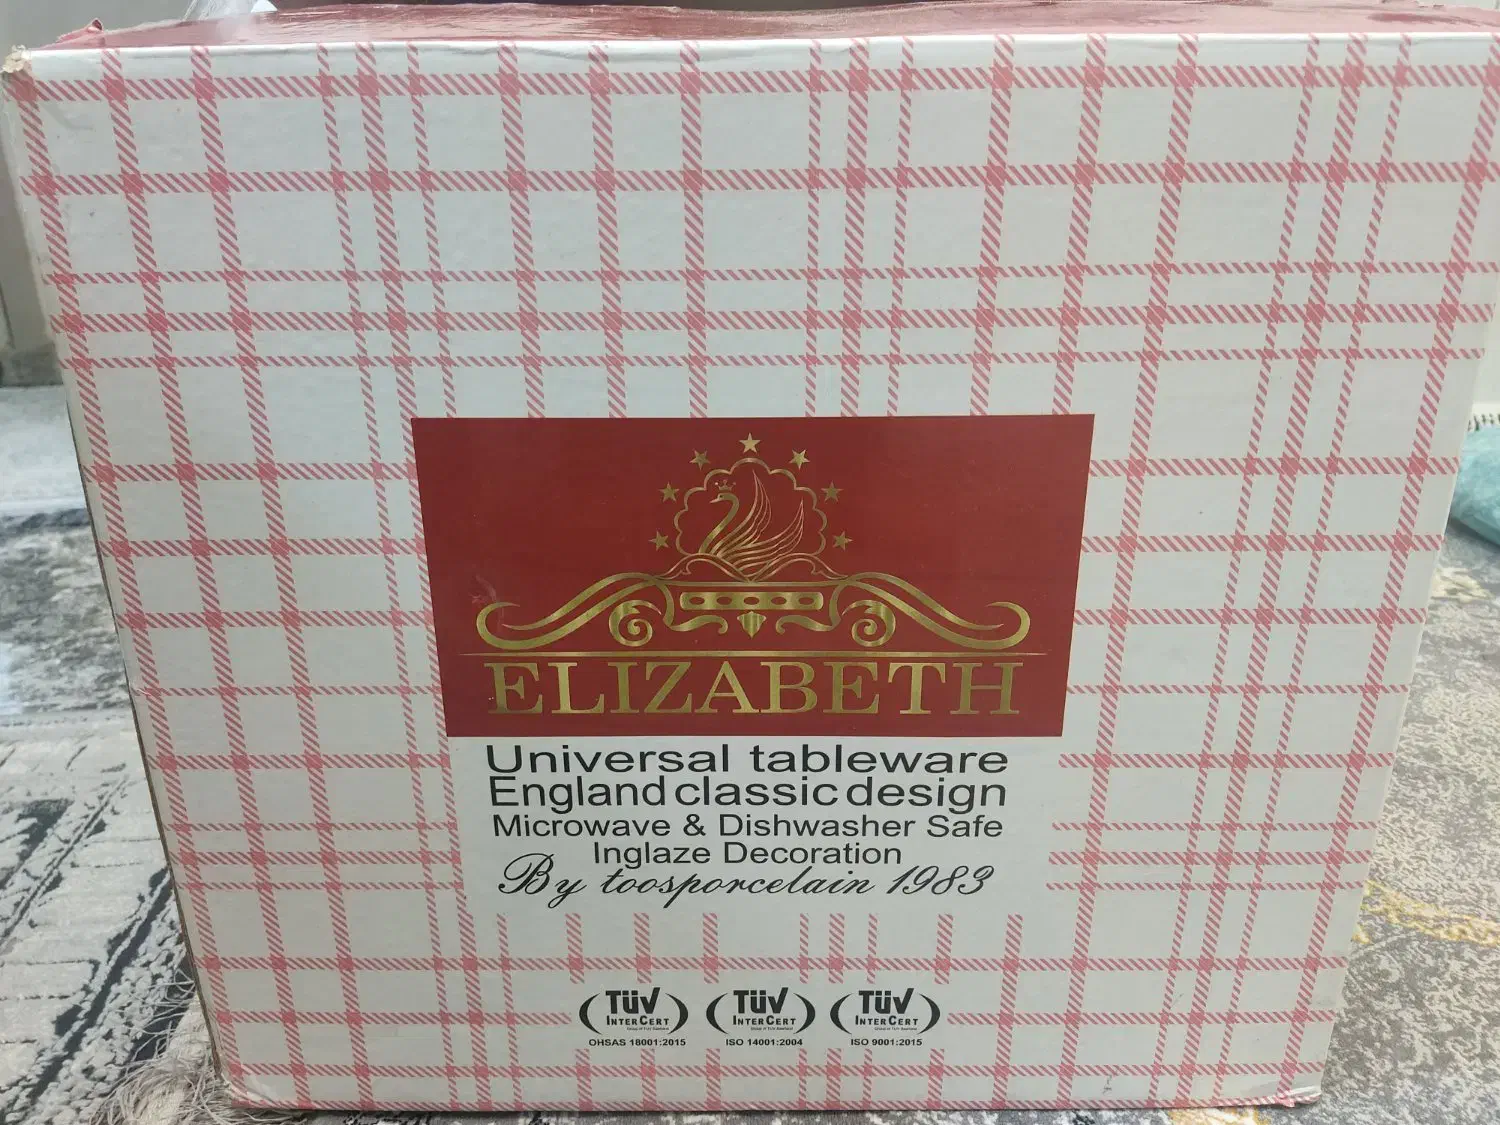 ELIZABETH
Universal tableware
England classic design
Microwave & Dishwasher Safe
Inglaze Decoration
By toosporcelain 1983
TÜV TÜV TÜV
INTERCERT INTERCERT INTERCERT
OHSAS 18001:2015 ISO 14001:2004 ISO 9001:2015